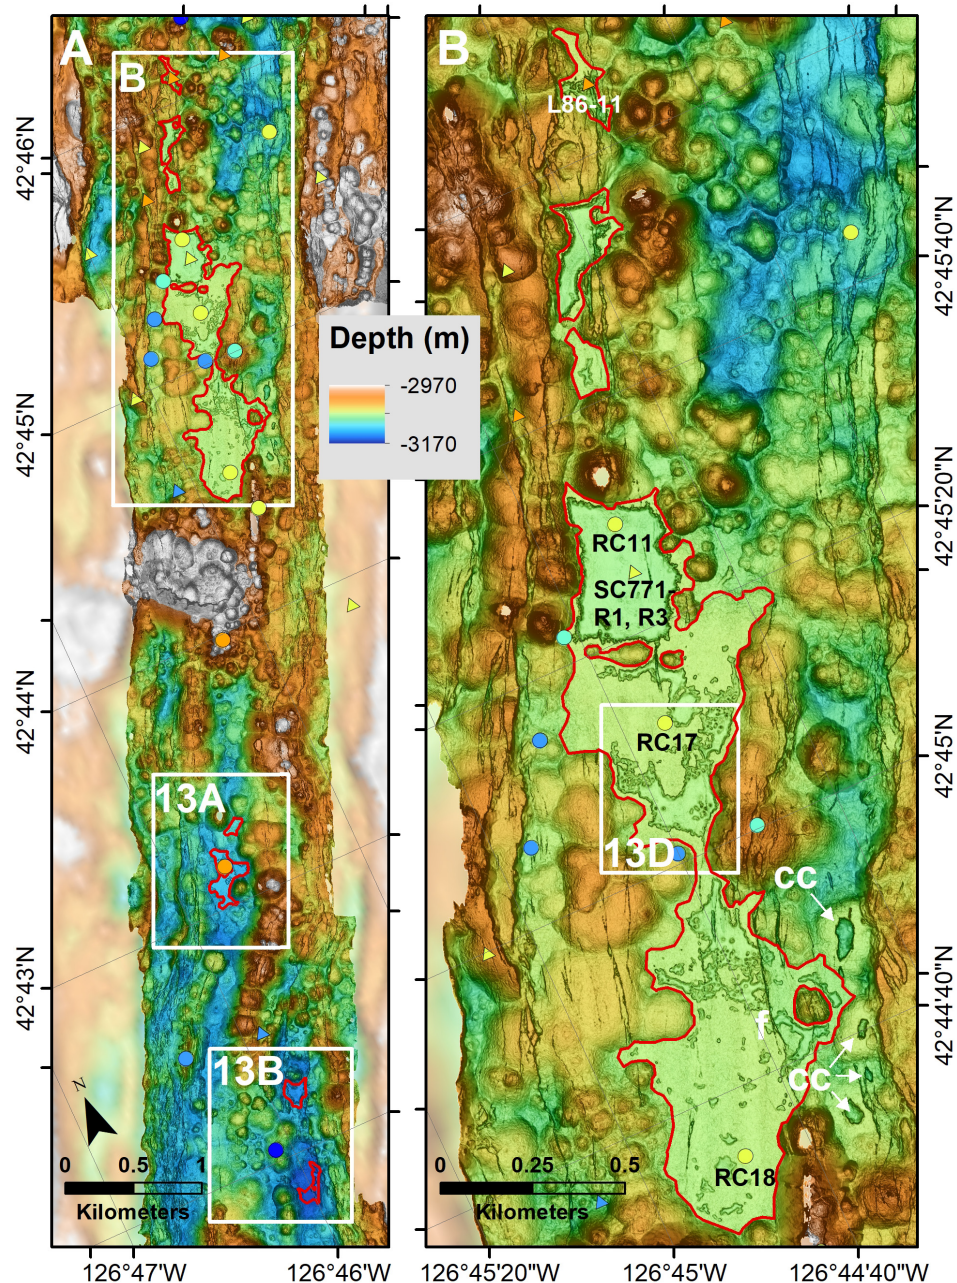 A
B
42°46'N
42°45'N
42°44'N
42°43'N
Depth (m)
-2970
-3170
13A
13B
N
0 0.5 1
Kilometers
126°47'W 126°46'W
B
L86-11
RC11
SC771-
R1, R3
RC17
13D
cc
f
cc
RC18
0 0.25 0.5
Kilometers
42°45'40"N
42°45'20"N
42°45'N
42°44'40"N
126°45'20"W 126°45'W 126°44'40"W